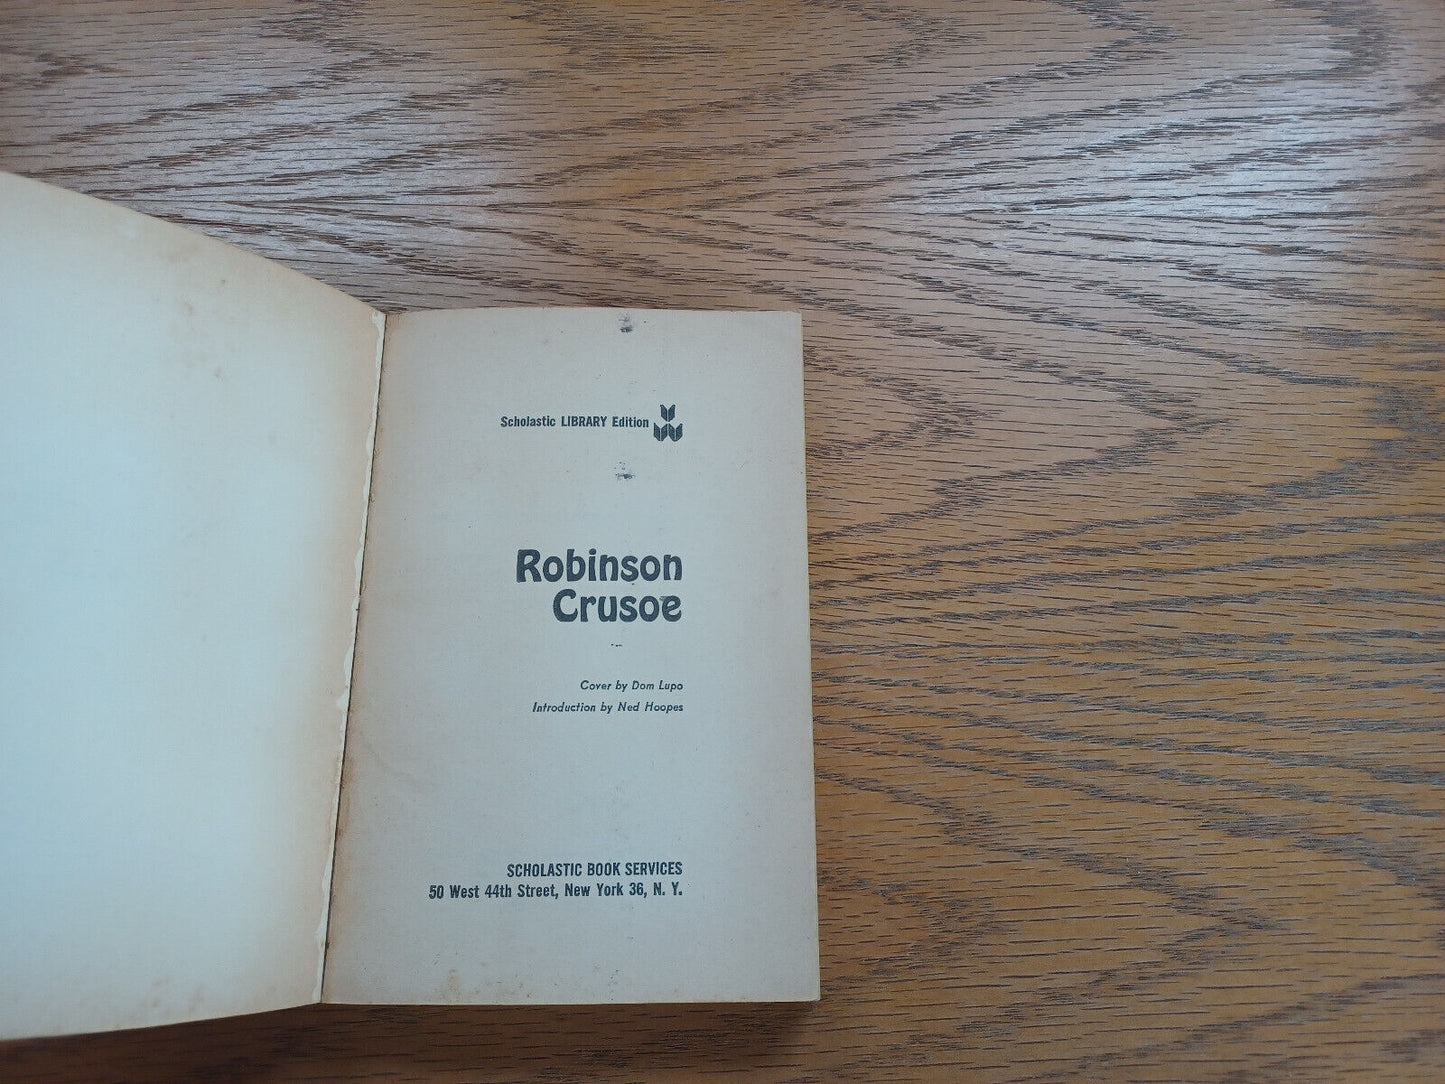 Scholastic LIBRARY Edition
Robinson
Crusoe
Cover by Dom Lupo
Introduction by Ned Hoopes
SCHOLASTIC BOOK SERVICES
50 West 44th Street, New York 36, N. Y.